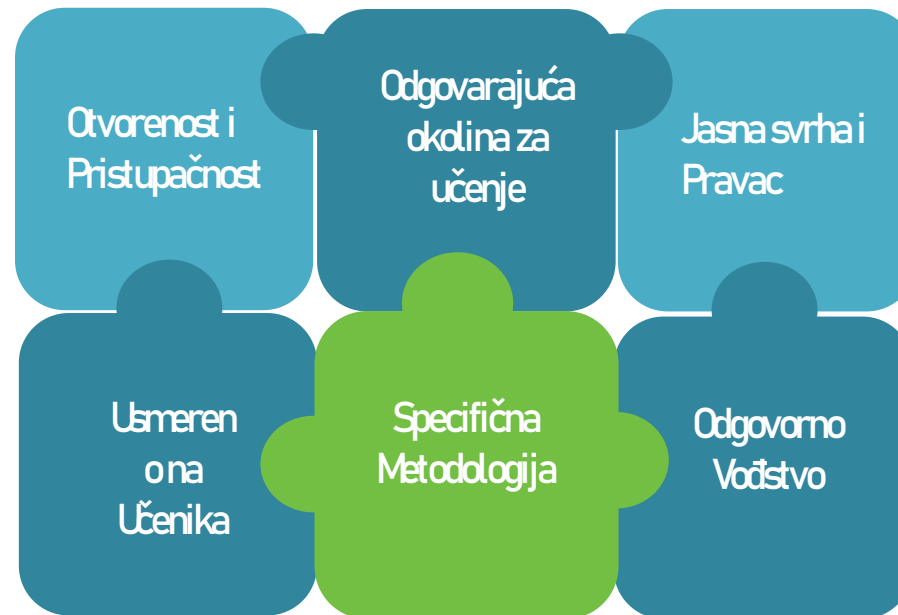 Otvorenost i
Pristupačnost
Odgovarajuća
okolina za
učenje
Jasna svrha i
Pravac
Usmeren
o na
Učenika
Specifična
Metodologija
Odgovorno
Vođstvo